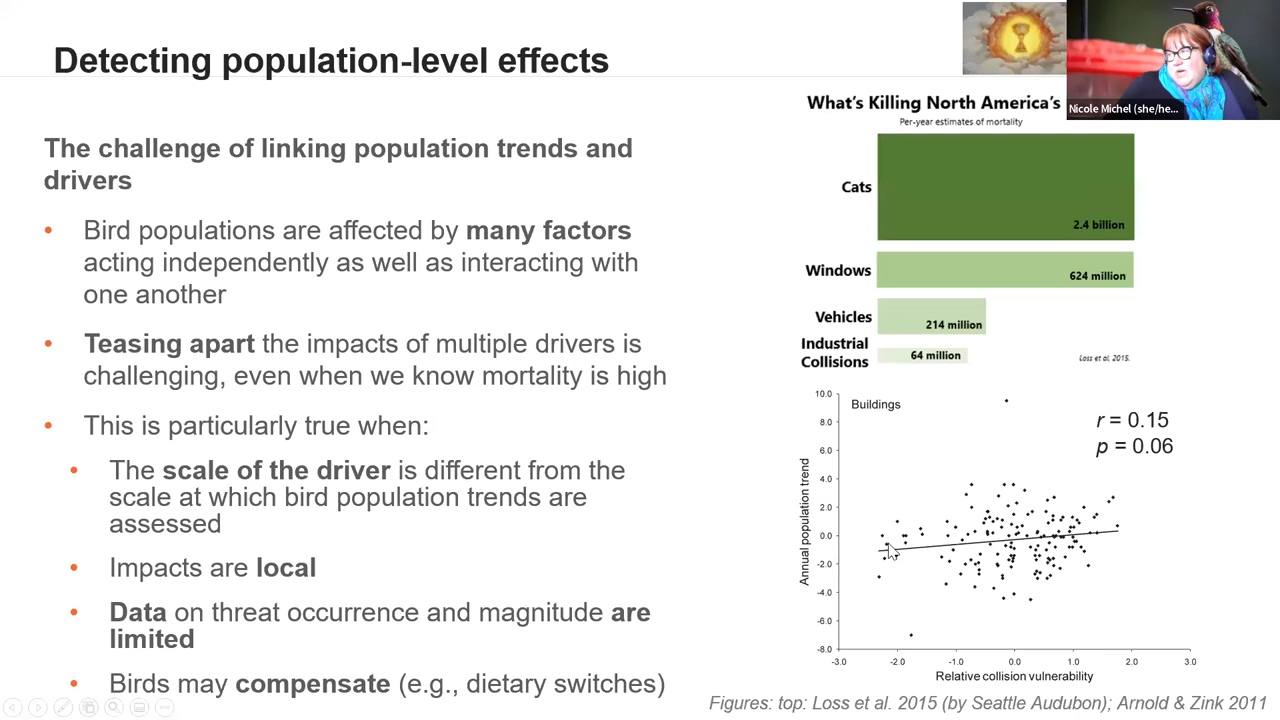 Detecting population-level effects
The challenge of linking population trends and
drivers
• Bird populations are affected by many factors
acting independently as well as interacting with
one another
• Teasing apart the impacts of multiple drivers is
challenging, even when we know mortality is high
• This is particularly true when:
• The scale of the driver is different from the
scale at which bird population trends are
assessed
• Impacts are local
• Data on threat occurrence and magnitude are
limited
• Birds may compensate (e.g., dietary switches)
Nicole Michel (she/he...
What's Killing North America's
Per-year estimates of mortality
Cats
2.4 billion
Windows
624 million
Vehicles
214 million
Industrial
Collisions
64 million
Loss et al. 2015.
Buildings
r = 0.15
p = 0.06
Annual population trend
10.0
8.0
6.0
4.0
2.0
0.0
-2.0
-4.0
-6.0
-8.0
-3.0 -2.0 -1.0 0.0 1.0 2.0 3.0
Relative collision vulnerability
Figures: top: Loss et al. 2015 (by Seattle Audubon); Arnold & Zink 2011